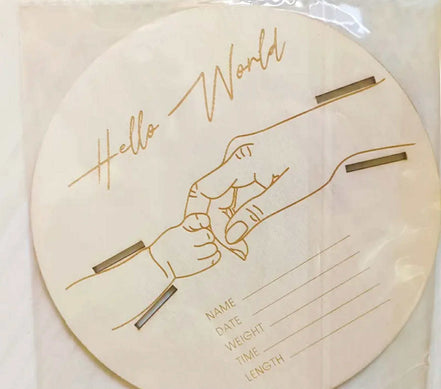 Hello World
NAME
DATE
WEIGHT
TIME
LENGTH